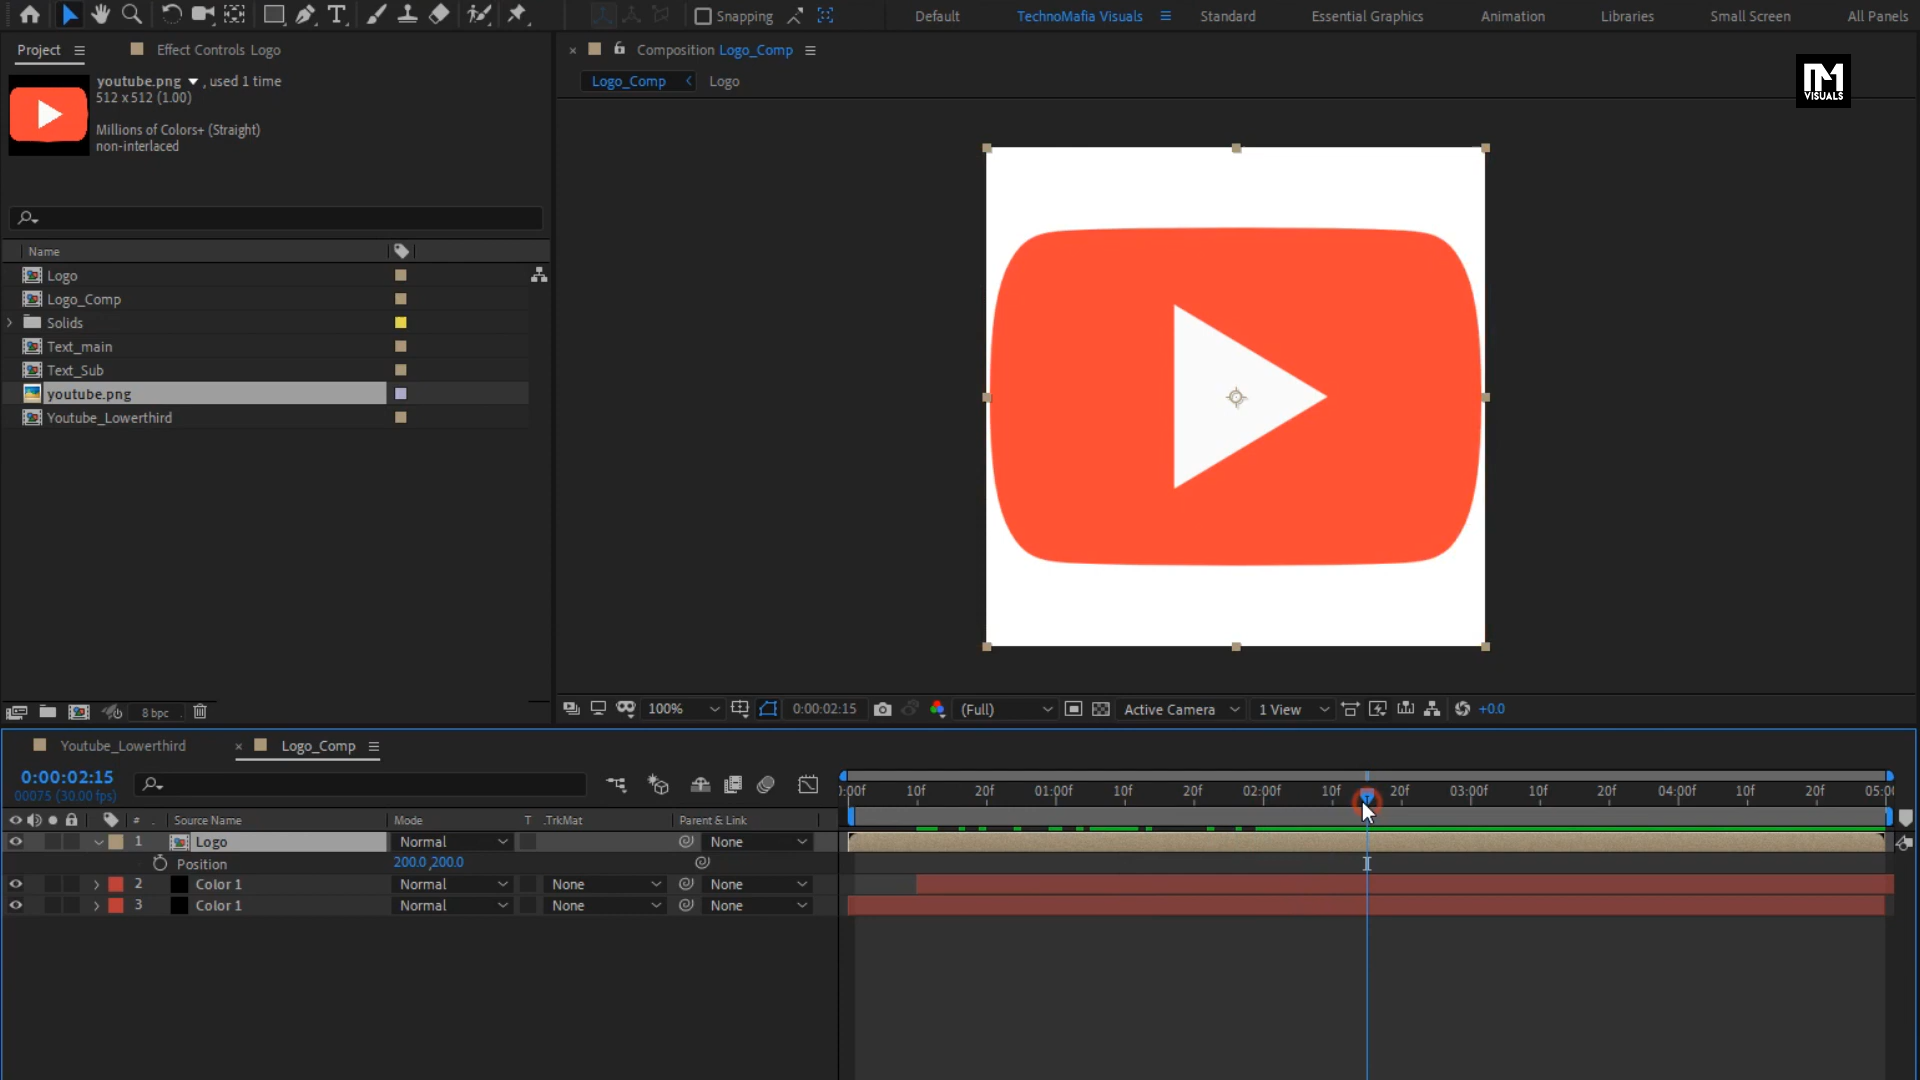 Snapping
Default
TechnoMafia Visuals
Standard
Essential Graphics
Animation
Libraries
Small Screen
All Panels
Project
Effect Controls Logo
Composition Logo_Comp
youtube.png , used 1 time
512 x 512 (1.00)
Millions of Colors+ (Straight)
non-interlaced
Logo_Comp
Logo
VISUALS
Name
Logo
Logo_Comp
Solids
Text_main
Text_Sub
youtube.png
Youtube_Lowerthird
8 bpc
100%
0:00:02:15
(Full)
Active Camera
1 View
+0.0
Youtube_Lowerthird
Logo_Comp
0:00:02:15
00075 (30.00 fps)
:00f 10f 20f 01:00f 10f 20f 02:00f 10f 20f 03:00f 10f 20f 04:00f 10f 20f 05:0
# Source Name Mode T .TrkMat Parent & Link
1 Logo Normal None
Position 200.0,200.0
2 Color 1 Normal None None
3 Color 1 Normal None None